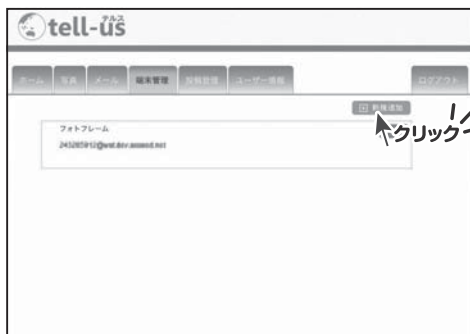 テルス
tell-us
ホーム 写真 メール 端末管理 投稿管理 ユーザー情報 ログアウト
新規追加
クリック
フォトフレーム